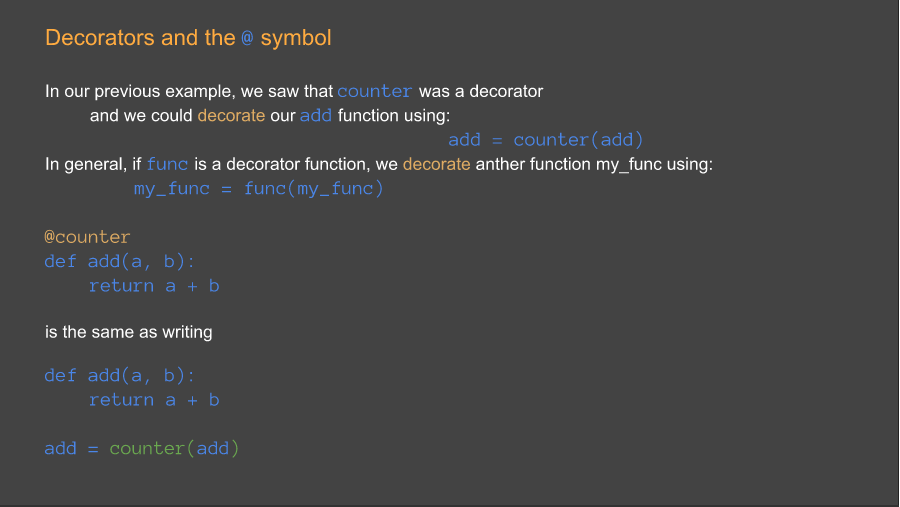 Decorators and the @ symbol
In our previous example, we saw that counter was a decorator
and we could decorate our add function using:
add = counter(add)
In general, if func is a decorator function, we decorate anther function my_func using:
my_func = func(my_func)
@counter
def add(a, b):
    return a + b
is the same as writing
def add(a, b):
    return a + b
add = counter(add)